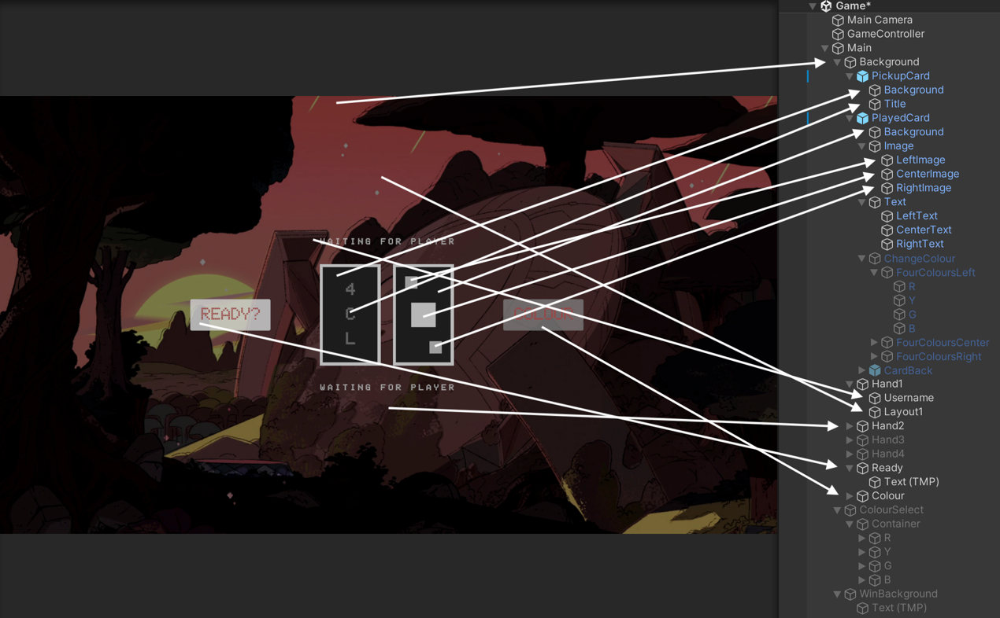 WAITING FOR PLAYER
4
C
L
READY?
COLOUR
WAITING FOR PLAYER
Game*
Main Camera
GameController
Main
Background
PickupCard
Background
Title
PlayedCard
Background
Image
LeftImage
CenterImage
RightImage
Text
LeftText
CenterText
RightText
ChangeColour
FourColoursLeft
R
Y
G
B
FourColoursCenter
FourColoursRight
CardBack
Hand1
Username
Layout1
Hand2
Hand3
Hand4
Ready
Text (TMP)
Colour
ColourSelect
Container
R
Y
G
B
WinBackground
Text (TMP)